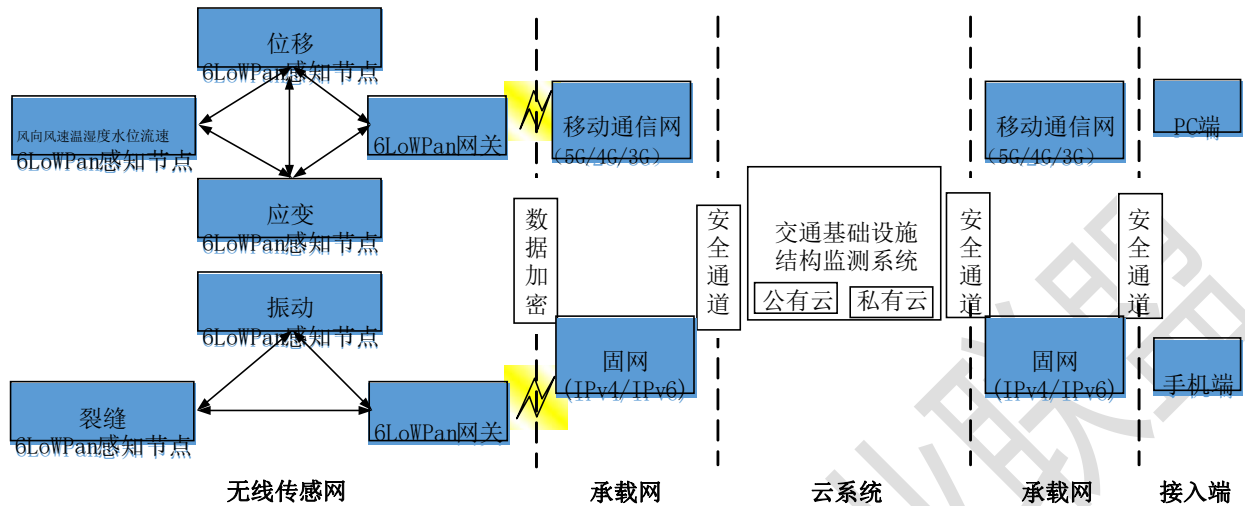 位移
6LoWPan感知节点
风向风速温湿度水位流速
6LoWPan感知节点
6LoWPan网关
应变
6LoWPan感知节点
振动
6LoWPan感知节点
裂缝
6LoWPan感知节点
6LoWPan网关
数据加密
移动通信网
(5G/4G/3G)
固网
(IPv4/IPv6)
安全通道
交通基础设施
结构监测系统
公有云
私有云
安全通道
移动通信网
(5G/4G/3G)
固网
(IPv4/IPv6)
安全通道
PC端
手机端
无线传感网
承载网
云系统
承载网
接入端
业联盟